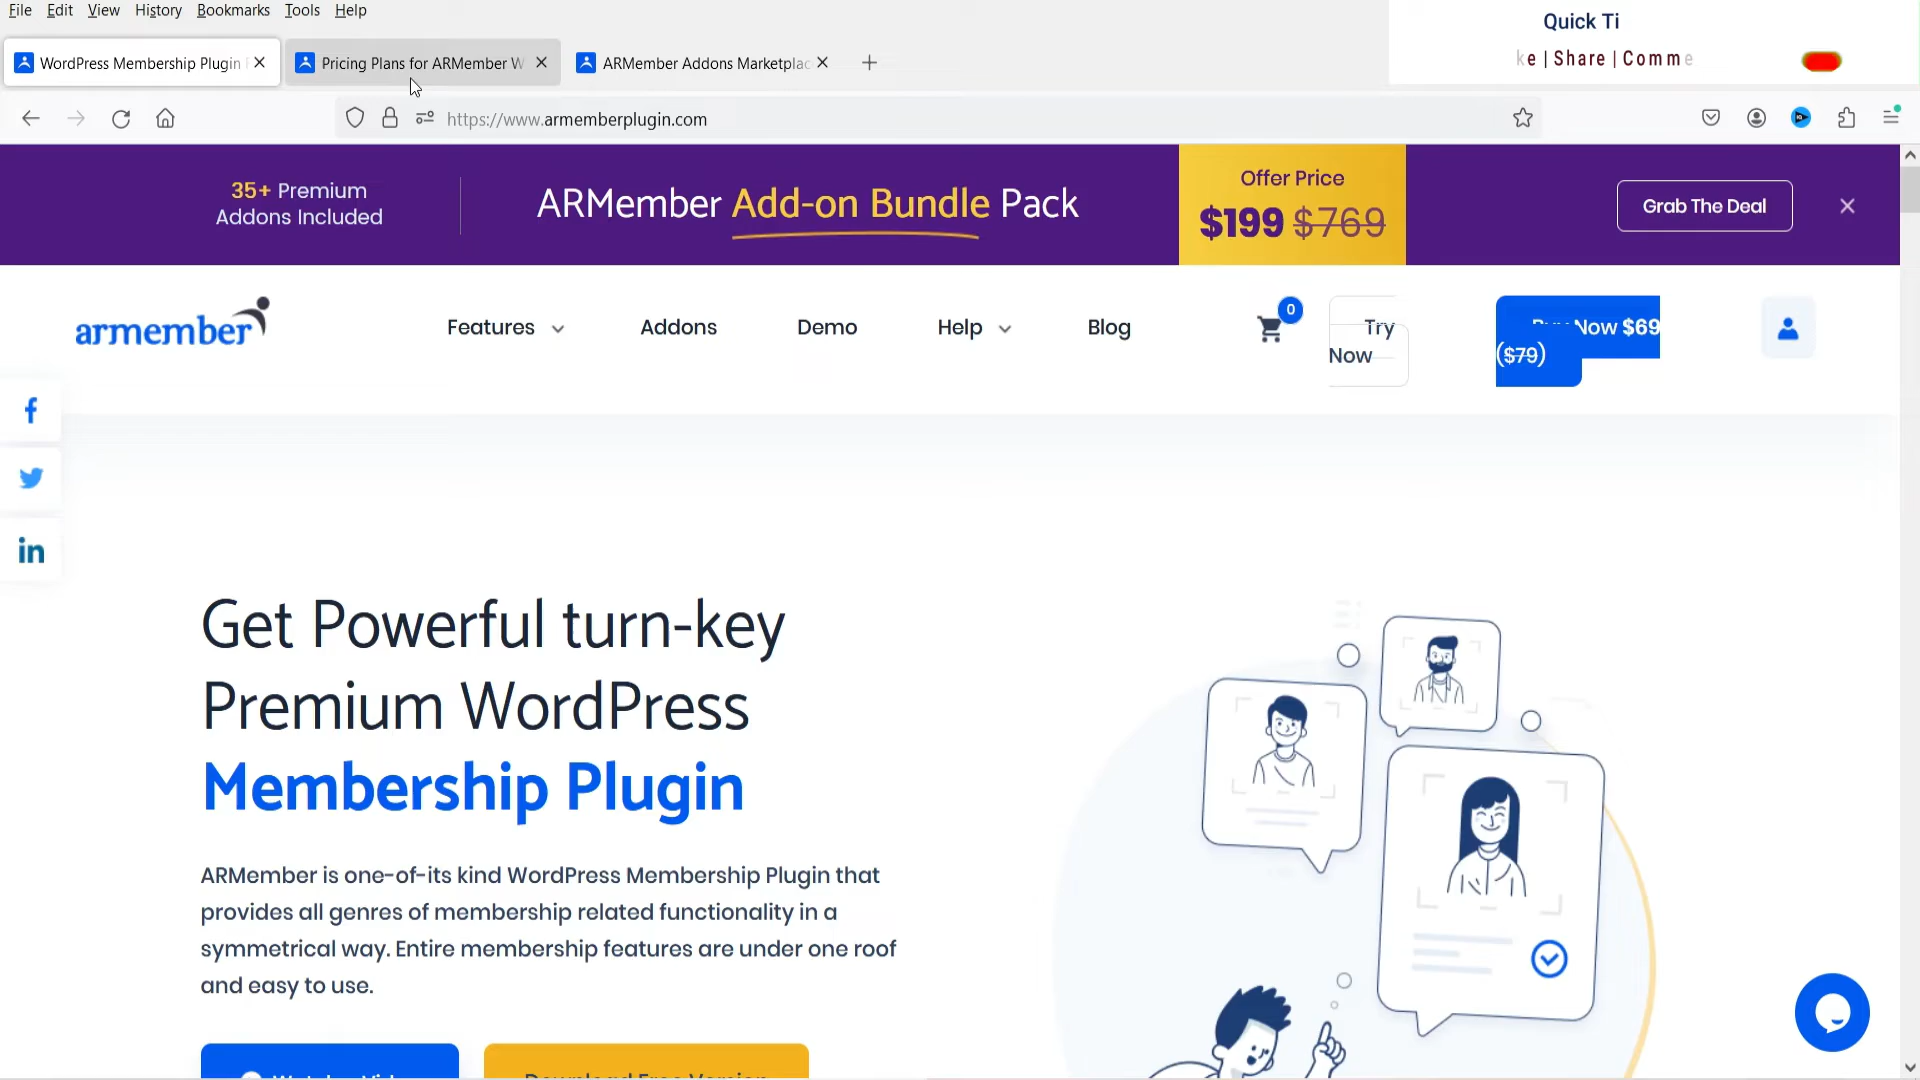 File Edit View History Bookmarks Tools Help
Quick Ti
ke | Share | Comme
WordPress Membership Plugin
Pricing Plans for ARMember W
ARMember Addons Marketplac
https://www.armemberplugin.com
35+ Premium
Addons Included
ARMember Add-on Bundle Pack
Offer Price
$199 $769
Grab The Deal
armember
Features
Addons
Demo
Help
Blog
0
Try
Now
Buy Now $69
($79)
Get Powerful turn-key
Premium WordPress
Membership Plugin
ARMember is one-of-its kind WordPress Membership Plugin that
provides all genres of membership related functionality in a
symmetrical way. Entire membership features are under one roof
and easy to use.
Download Free Version